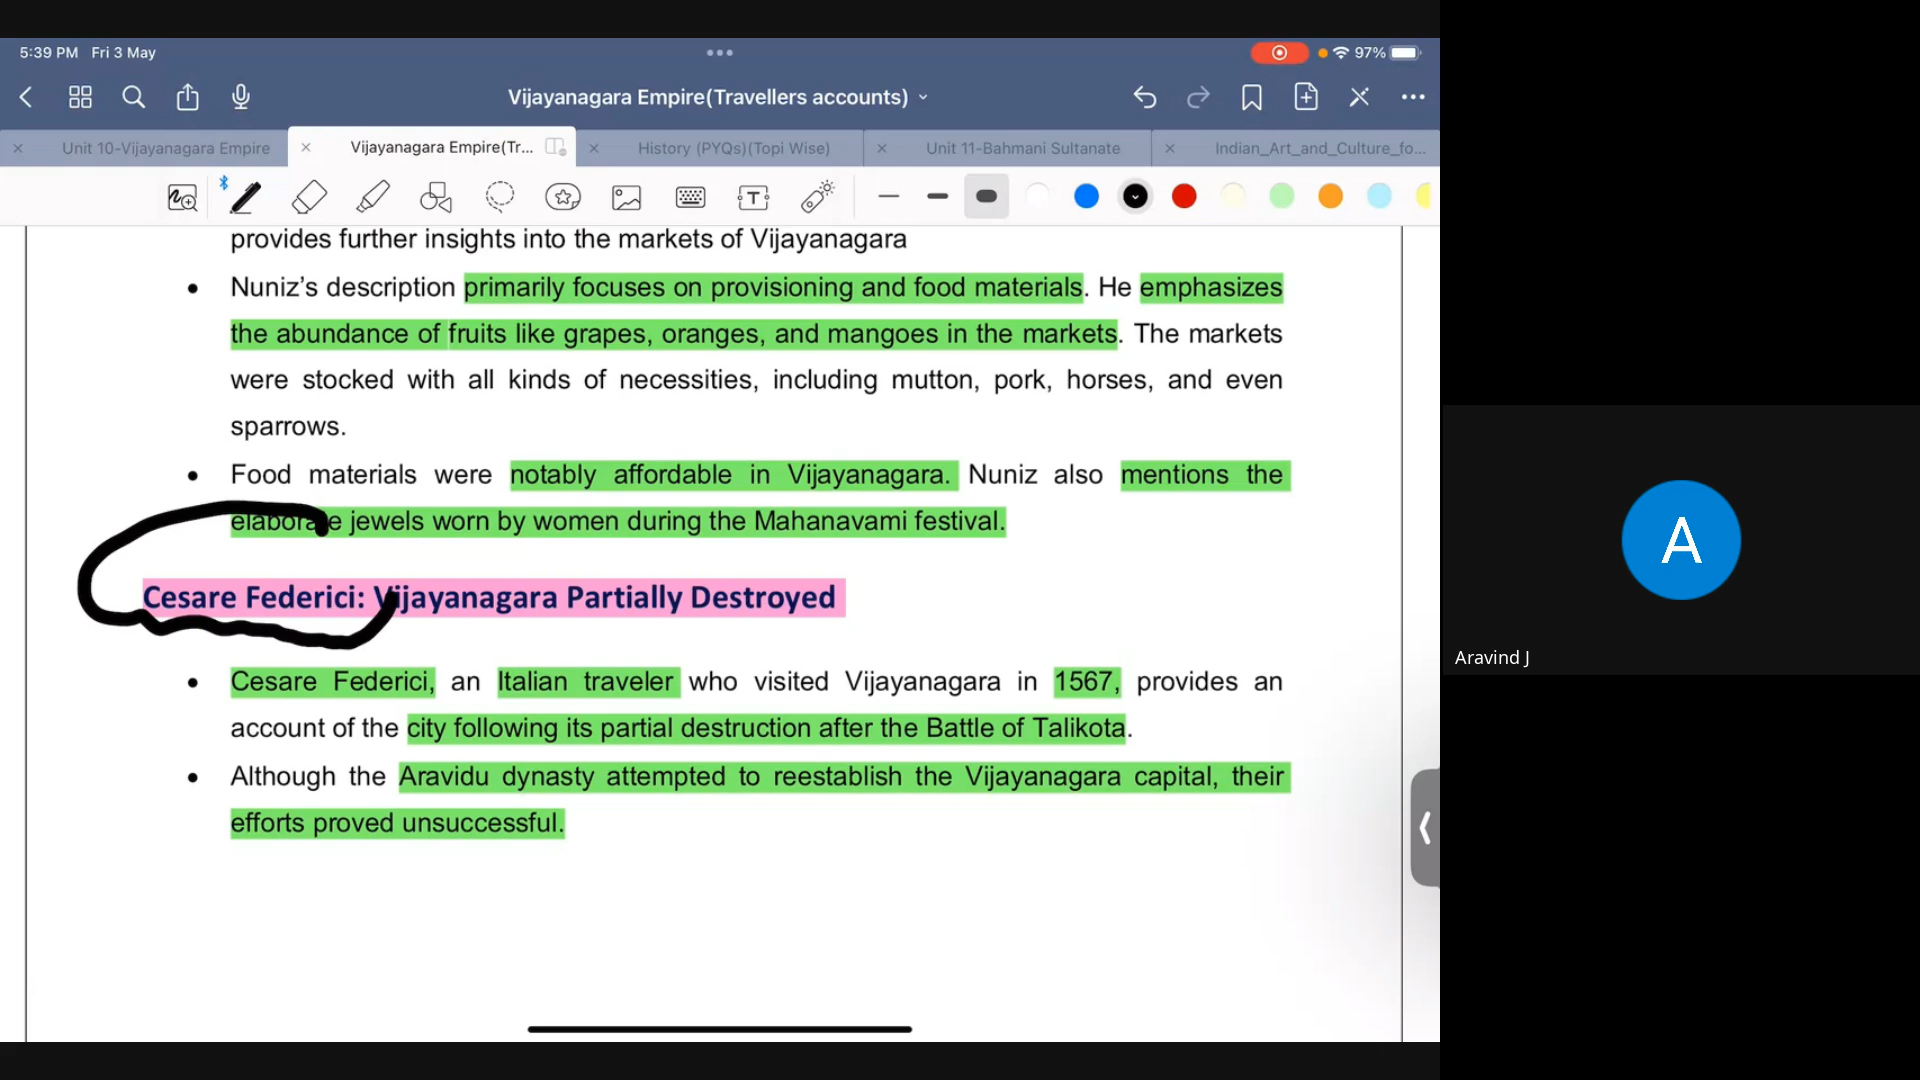 5:39 PM Fri 3 May
97%
Vijayanagara Empire(Travellers accounts)
Unit 10-Vijayanagara Empire
Vijayanagara Empire(Tr...
History (PYQs)(Topi Wise)
Unit 11-Bahmani Sultanate
Indian_Art_and_Culture_fo...
provides further insights into the markets of Vijayanagara
• Nuniz’s description primarily focuses on provisioning and food materials. He emphasizes
the abundance of fruits like grapes, oranges, and mangoes in the markets. The markets
were stocked with all kinds of necessities, including mutton, pork, horses, and even
sparrows.
• Food materials were notably affordable in Vijayanagara. Nuniz also mentions the
elaborate jewels worn by women during the Mahanavami festival.
Cesare Federici: Vijayanagara Partially Destroyed
• Cesare Federici, an Italian traveler who visited Vijayanagara in 1567, provides an
account of the city following its partial destruction after the Battle of Talikota.
• Although the Aravidu dynasty attempted to reestablish the Vijayanagara capital, their
efforts proved unsuccessful.
A
Aravind J